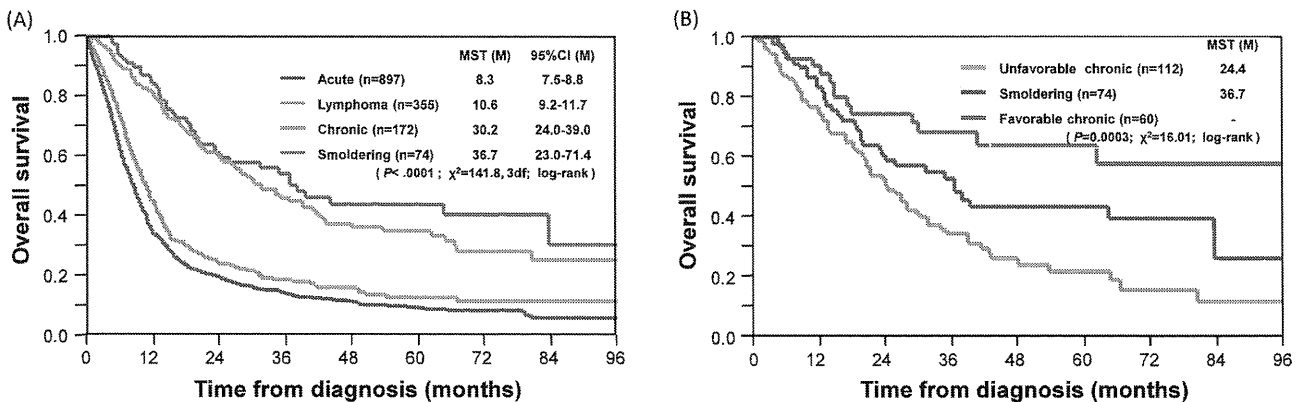 (A)
Overall survival
1.0
0.8
0.6
0.4
0.2
0.0
MST (M) 95%CI (M)
Acute (n=897) 8.3 7.5-8.8
Lymphoma (n=355) 10.6 9.2-11.7
Chronic (n=172) 30.2 24.0-39.0
Smoldering (n=74) 36.7 23.0-71.4
( P< .0001 ; χ²=141.8, 3df; log-rank )
0 12 24 36 48 60 72 84 96
Time from diagnosis (months)
(B)
Overall survival
1.0
0.8
0.6
0.4
0.2
0.0
MST (M)
Unfavorable chronic (n=112) 24.4
Smoldering (n=74) 36.7
Favorable chronic (n=60) -
( P=0.0003; χ²=16.01; log-rank )
0 12 24 36 48 60 72 84 96
Time from diagnosis (months)